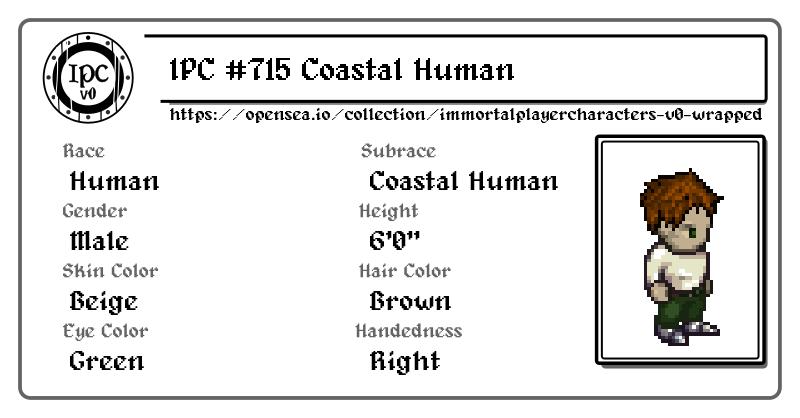 IPC
v0
IPC #715 Coastal Human
https://opensea.io/collection/immortalplayercharacters-v0-wrapped
Race
Subrace
Human
Coastal Human
Gender
Height
Male
6'0"
Skin Color
Hair Color
Beige
Brown
Eye Color
Handedness
Green
Right